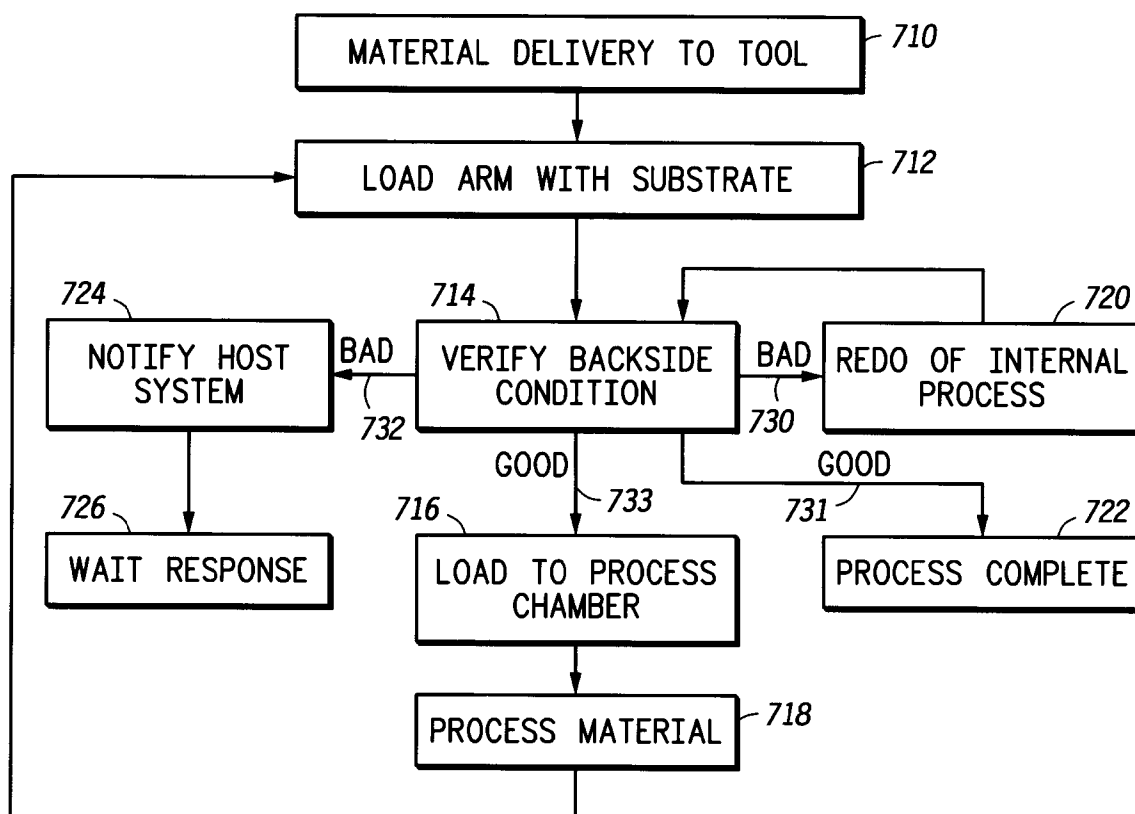 MATERIAL DELIVERY TO TOOL
710
LOAD ARM WITH SUBSTRATE
712
724
NOTIFY HOST
SYSTEM
BAD
732
714
VERIFY BACKSIDE
CONDITION
BAD
730
720
REDO OF INTERNAL
PROCESS
GOOD
733
GOOD
731
726
WAIT RESPONSE
716
LOAD TO PROCESS
CHAMBER
722
PROCESS COMPLETE
PROCESS MATERIAL
718